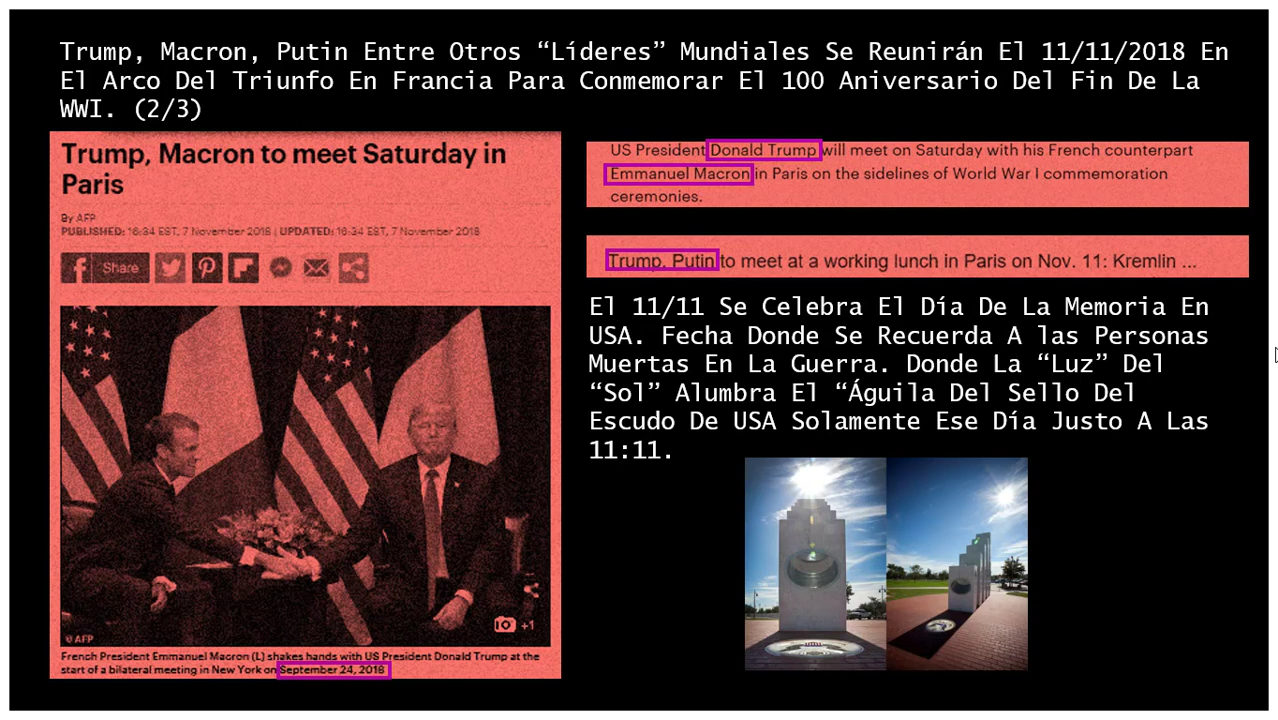 Trump, Macron, Putin Entre Otros “Líderes” Mundiales Se Reunirán El 11/11/2018 En
El Arco Del Triunfo En Francia Para Conmemorar El 100 Aniversario Del Fin De La
WWI. (2/3)
Trump, Macron to meet Saturday in
Paris
By AFP
PUBLISHED: 16:34 EST, 7 November 2018 | UPDATED: 16:34 EST, 7 November 2018
Share
© AFP
+1
French President Emmanuel Macron (L) shakes hands with US President Donald Trump at the
start of a bilateral meeting in New York on September 24, 2018
US President Donald Trump will meet on Saturday with his French counterpart
Emmanuel Macron in Paris on the sidelines of World War I commemoration
ceremonies.
Trump, Putin to meet at a working lunch in Paris on Nov. 11: Kremlin ...
El 11/11 Se Celebra El Día De La Memoria En
USA. Fecha Donde Se Recuerda A las Personas
Muertas En La Guerra. Donde La “Luz” Del
“Sol” Alumbra El “Águila Del Sello Del
Escudo De USA Solamente Ese Día Justo A Las
11:11.